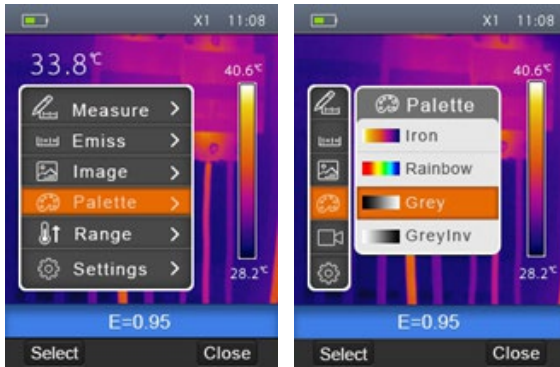 X1 11:08
33.8℃
40.6℃
Measure >
Emiss >
Image >
Palette >
Range >
Settings >
28.2℃
E=0.95
Select Close
X1 11:08
40.6℃
Palette
Iron
Rainbow
Grey
GreyInv
28.2℃
E=0.95
Select Close